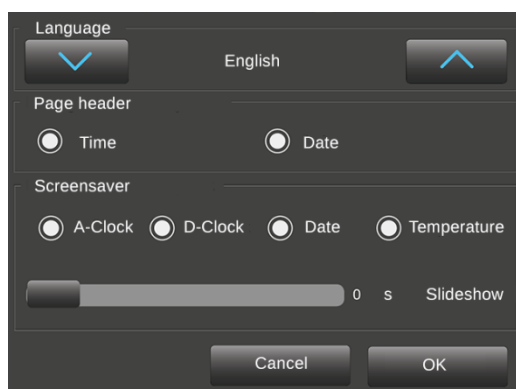 Language
English
Page header
Time Date
Screensaver
A-Clock D-Clock Date Temperature
0 s Slideshow
Cancel OK